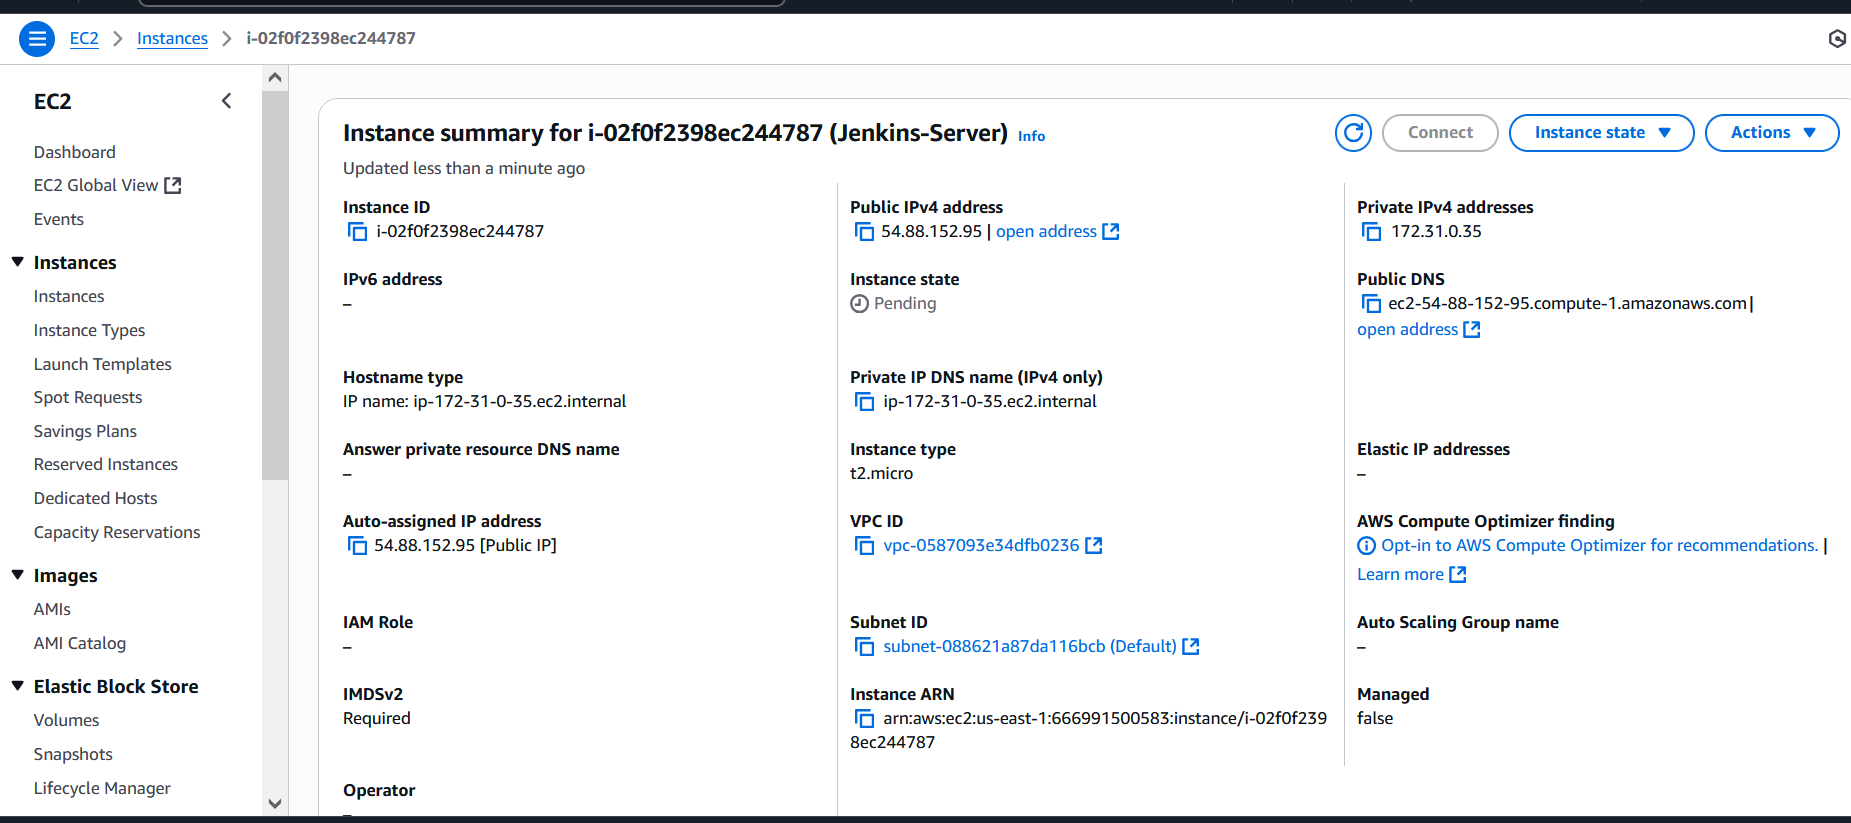 EC2 > Instances > i-02f0f2398ec244787
EC2
Dashboard
EC2 Global View
Events
Instances
Instances
Instance Types
Launch Templates
Spot Requests
Savings Plans
Reserved Instances
Dedicated Hosts
Capacity Reservations
Images
AMIs
AMI Catalog
Elastic Block Store
Volumes
Snapshots
Lifecycle Manager
Instance summary for i-02f0f2398ec244787 (Jenkins-Server) Info
Connect
Instance state
Actions
Updated less than a minute ago
Instance ID
i-02f0f2398ec244787
Public IPv4 address
54.88.152.95 | open address
Private IPv4 addresses
172.31.0.35
IPv6 address
–
Instance state
Pending
Public DNS
ec2-54-88-152-95.compute-1.amazonaws.com |
open address
Hostname type
IP name: ip-172-31-0-35.ec2.internal
Private IP DNS name (IPv4 only)
ip-172-31-0-35.ec2.internal
Answer private resource DNS name
–
Instance type
t2.micro
Elastic IP addresses
–
Auto-assigned IP address
54.88.152.95 [Public IP]
VPC ID
vpc-0587093e34dfb0236
AWS Compute Optimizer finding
Opt-in to AWS Compute Optimizer for recommendations. |
Learn more
IAM Role
–
Subnet ID
subnet-088621a87da116bcb (Default)
Auto Scaling Group name
–
IMDSv2
Required
Instance ARN
arn:aws:ec2:us-east-1:666991500583:instance/i-02f0f239
8ec244787
Managed
false
Operator
–